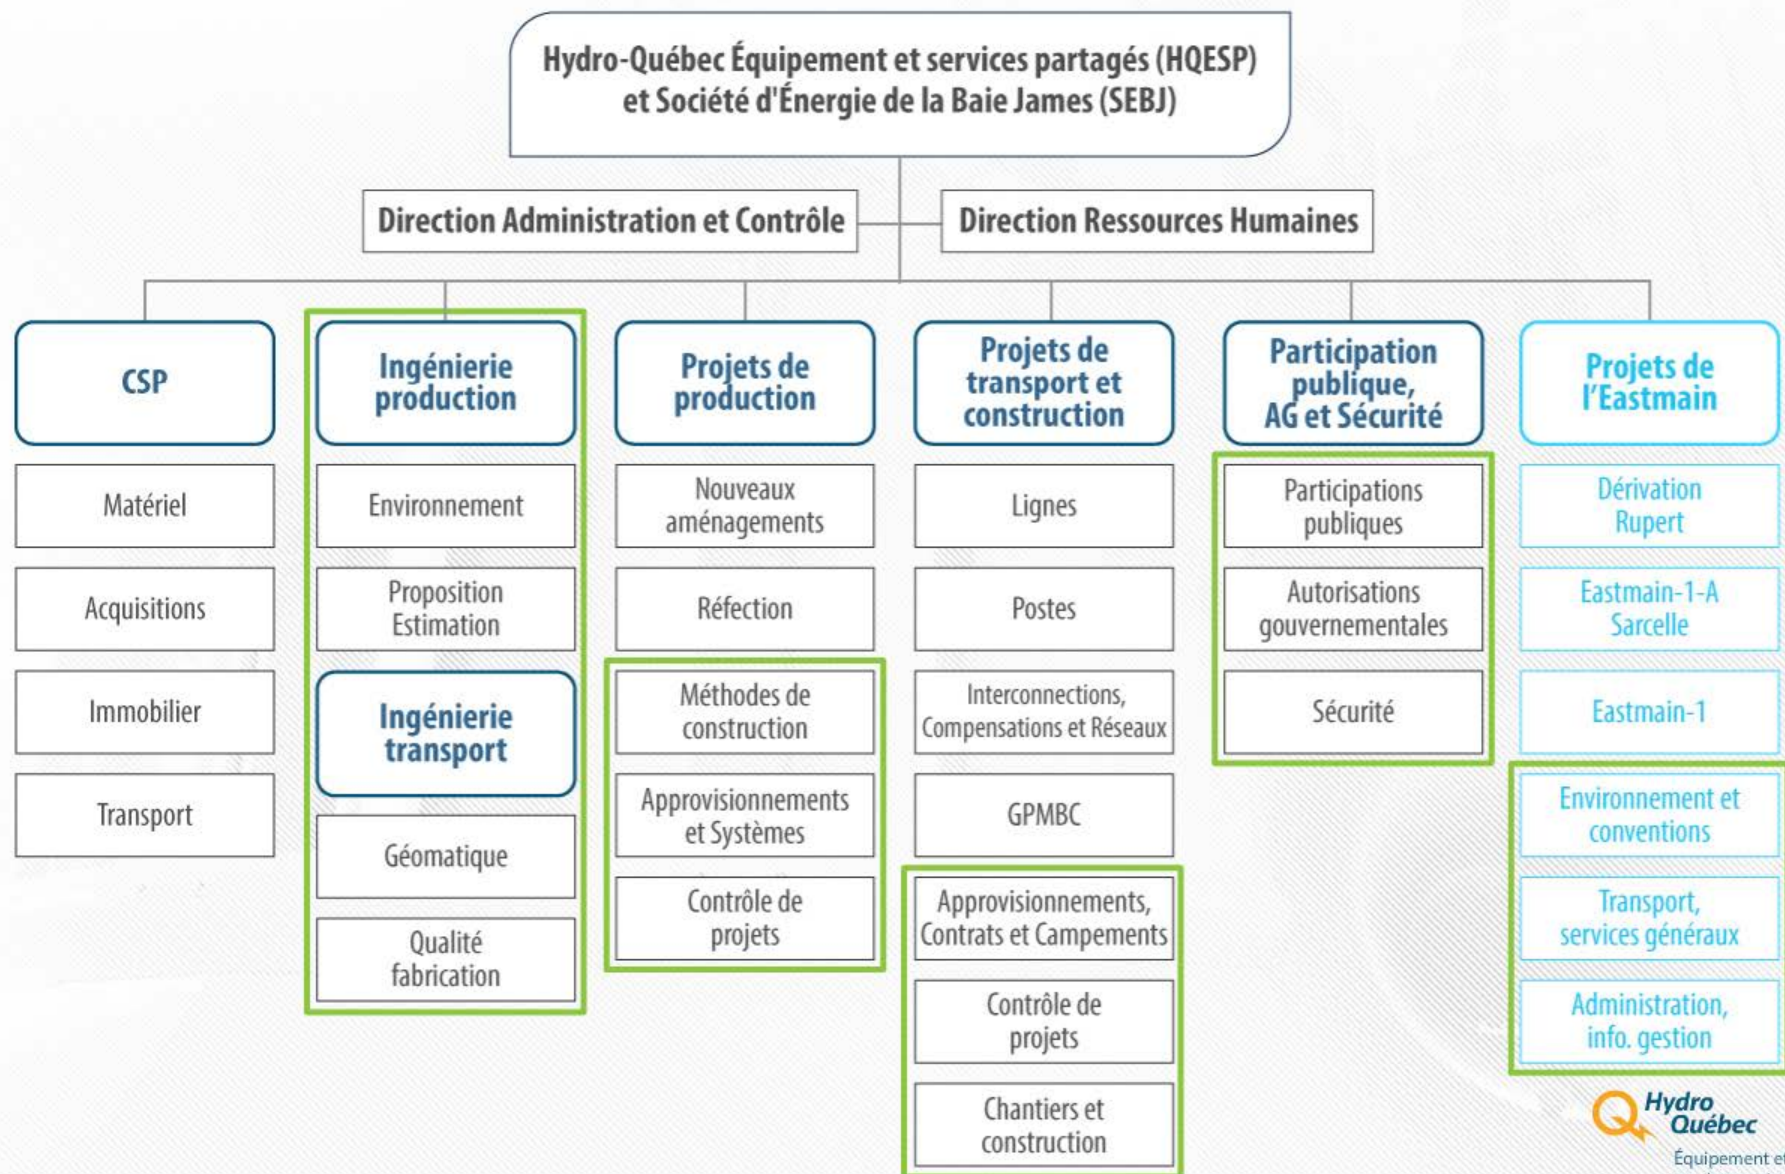 Hydro-Québec Équipement et services partagés (HQESP)
et Société d'Énergie de la Baie James (SEBJ)
Direction Administration et Contrôle
Direction Ressources Humaines
CSP
Matériel
Acquisitions
Immobilier
Transport
Ingénierie
production
Environnement
Proposition
Estimation
Ingénierie
transport
Géomatique
Qualité
fabrication
Projets de
production
Nouveaux
aménagements
Réfection
Méthodes de
construction
Approvisionnements
et Systèmes
Contrôle de
projets
Projets de
transport et
construction
Lignes
Postes
Interconnections,
Compensations et Réseaux
GPMBC
Approvisionnements,
Contrats et Campements
Contrôle de
projets
Chantiers et
construction
Participation
publique,
AG et Sécurité
Participations
publiques
Autorisations
gouvernementales
Sécurité
Projets de
l'Eastmain
Dérivation
Rupert
Eastmain-1-A
Sarcelle
Eastmain-1
Environnement et
conventions
Transport,
services généraux
Administration,
info. gestion
Hydro
Québec
Équipement et